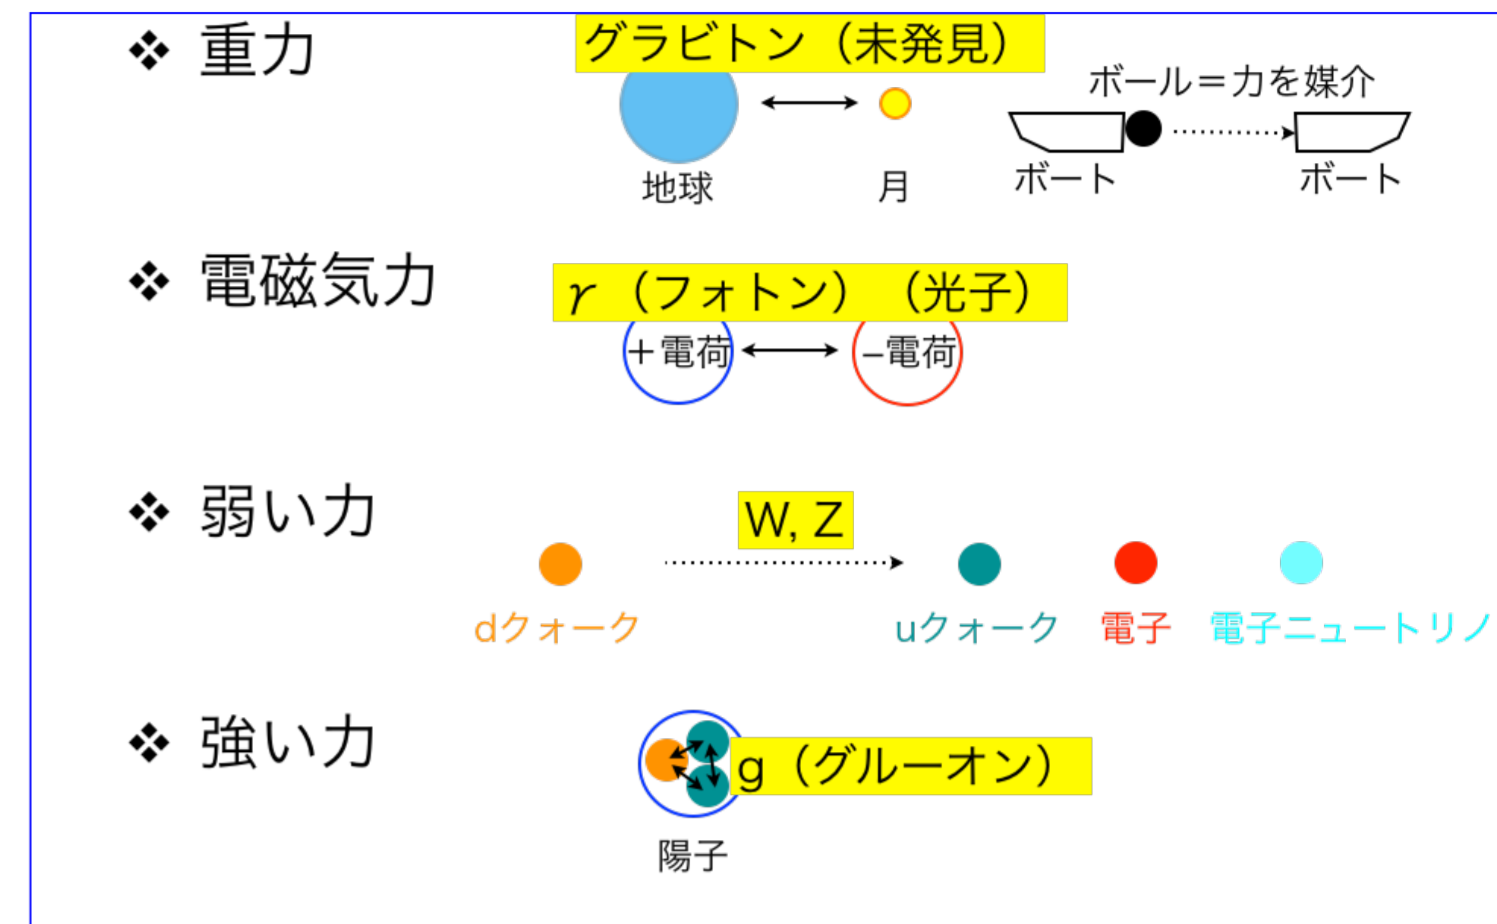 ❖ 重力
グラビトン（未発見）
ボール＝力を媒介
地球
月
ボート
ボート
❖ 電磁気力
γ（フォトン）（光子）
＋電荷
–電荷
❖ 弱い力
W, Z
dクォーク
uクォーク
電子
電子ニュートリノ
❖ 強い力
g（グルーオン）
陽子